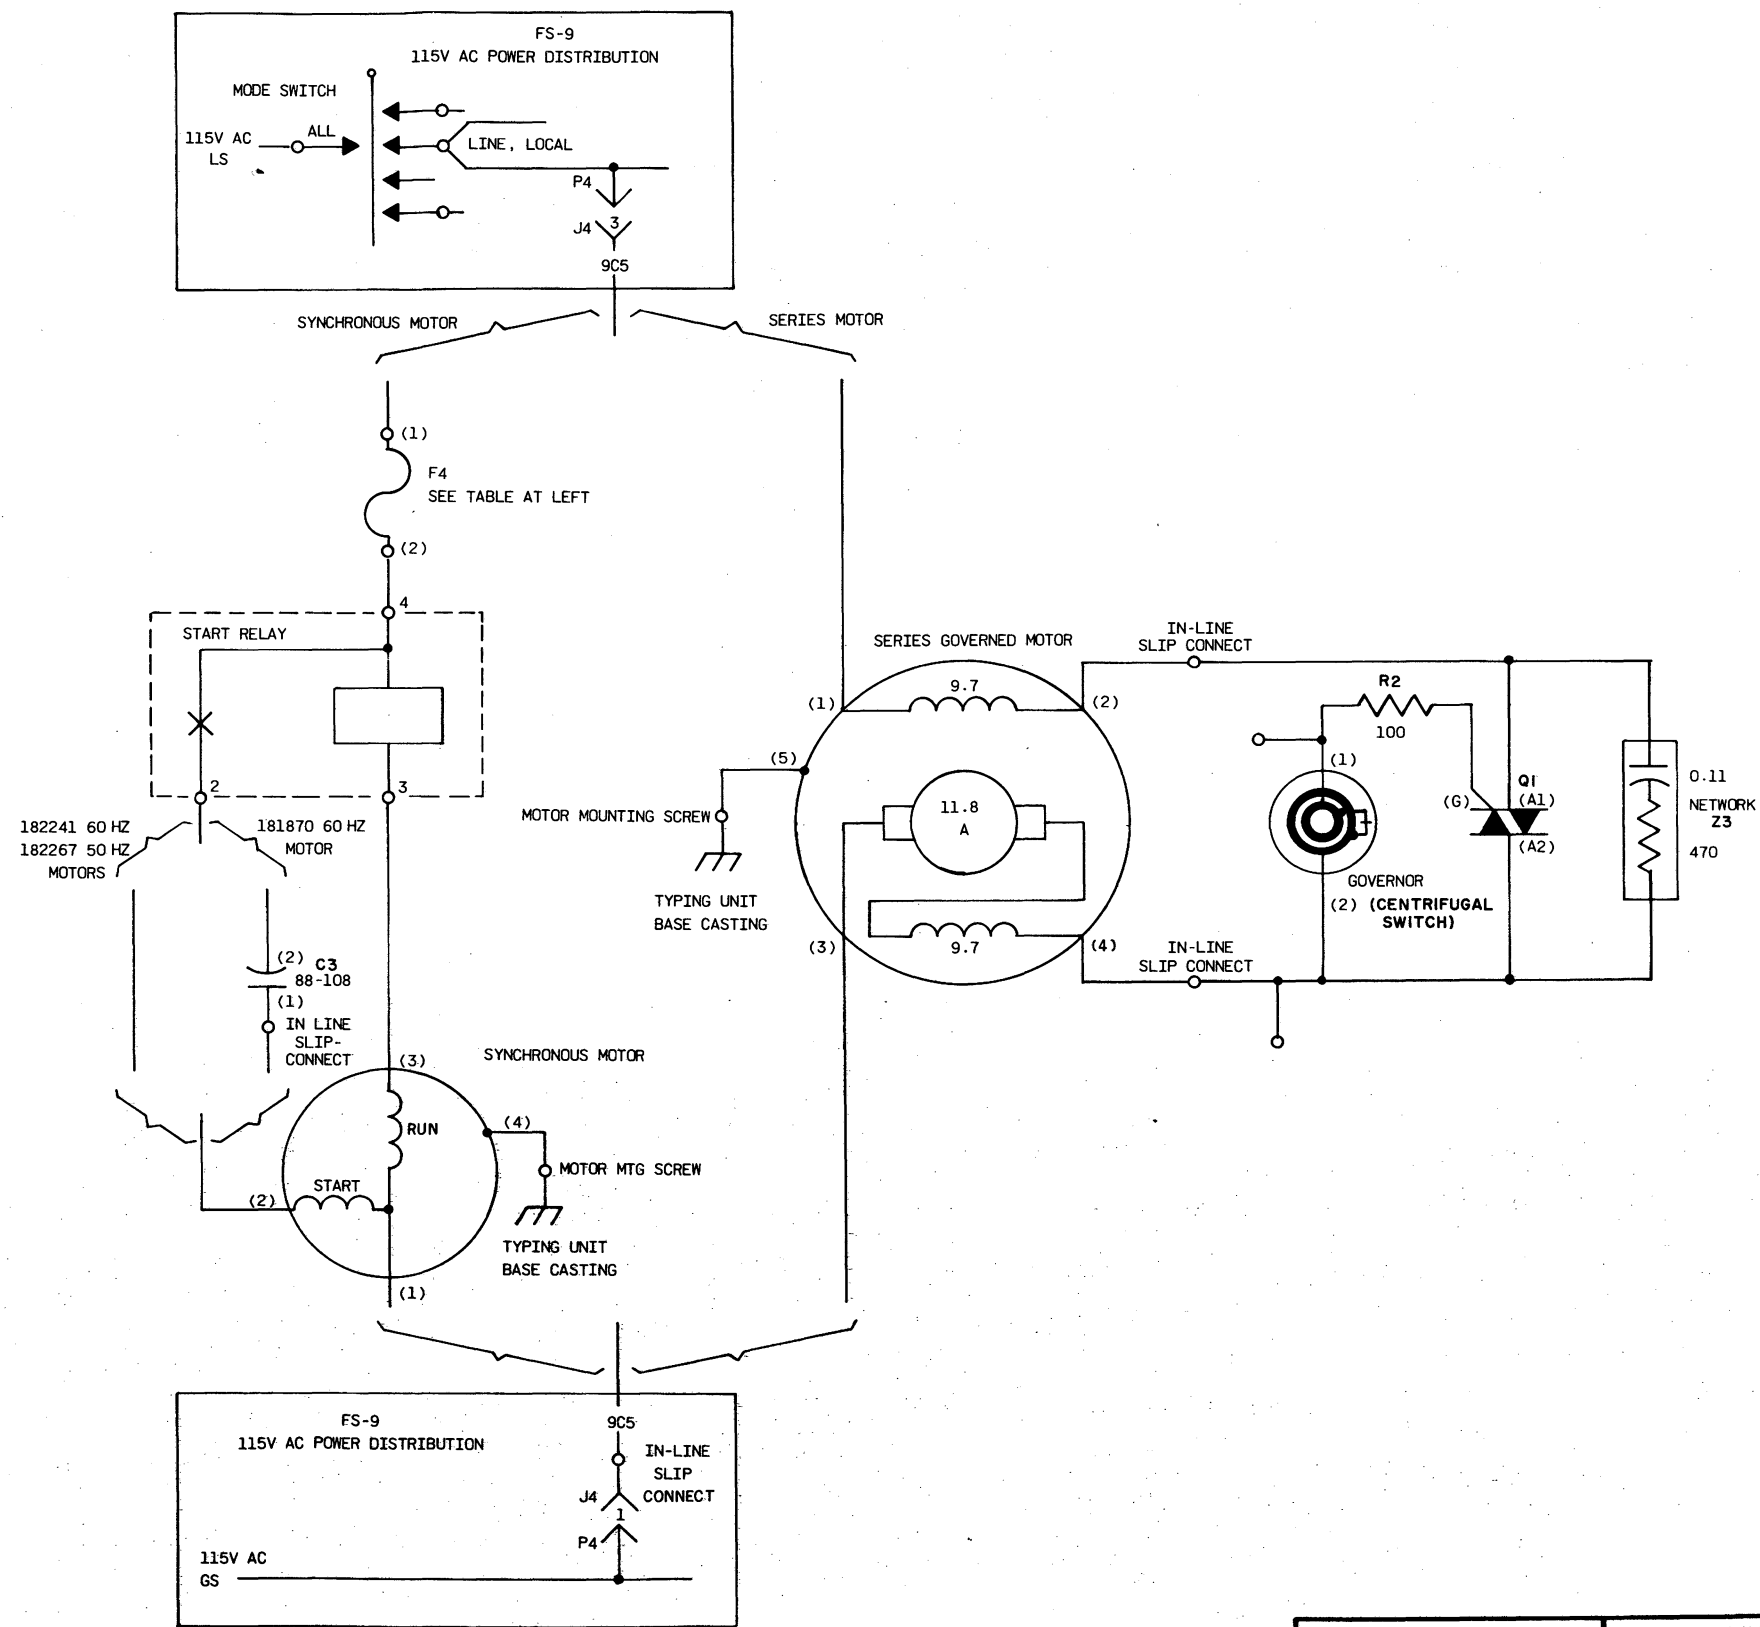 FS-9
115V AC POWER DISTRIBUTION
MODE SWITCH
115V AC
LS
ALL
LINE, LOCAL
P4
J4
3
9C5
SYNCHRONOUS MOTOR
SERIES MOTOR
(1)
F4
SEE TABLE AT LEFT
(2)
4
START RELAY
2
3
182241 60 HZ
182267 50 HZ
MOTORS
181870 60 HZ
MOTOR
(2)
C3
88-108
(1)
IN LINE
SLIP-
CONNECT
SYNCHRONOUS MOTOR
(3)
RUN
(4)
MOTOR MTG SCREW
START
(2)
TYPING UNIT
BASE CASTING
(1)
SERIES GOVERNED MOTOR
9.7
(1)
(2)
(5)
MOTOR MOUNTING SCREW
11.8
A
TYPING UNIT
BASE CASTING
(3)
9.7
(4)
IN-LINE
SLIP CONNECT
R2
100
(1)
Q1
(G)
(A1)
(A2)
0.11
NETWORK
Z3
470
GOVERNOR
(2) (CENTRIFUGAL
SWITCH)
IN-LINE
SLIP CONNECT
FS-9
115V AC POWER DISTRIBUTION
9C5
IN-LINE
SLIP
CONNECT
J4
1
P4
115V AC
GS